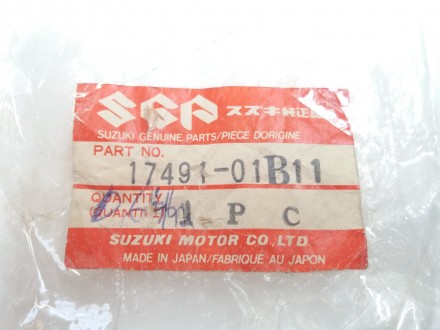 SGP スズキ純正部品
SUZUKI GENUINE PARTS/PIECE D'ORIGINE
PART NO.
17491-01B11
QUANTITY
(QUANTITE) 1 P C
SUZUKI MOTOR CO.,LTD.
MADE IN JAPAN/FABRIQUE AU JAPON